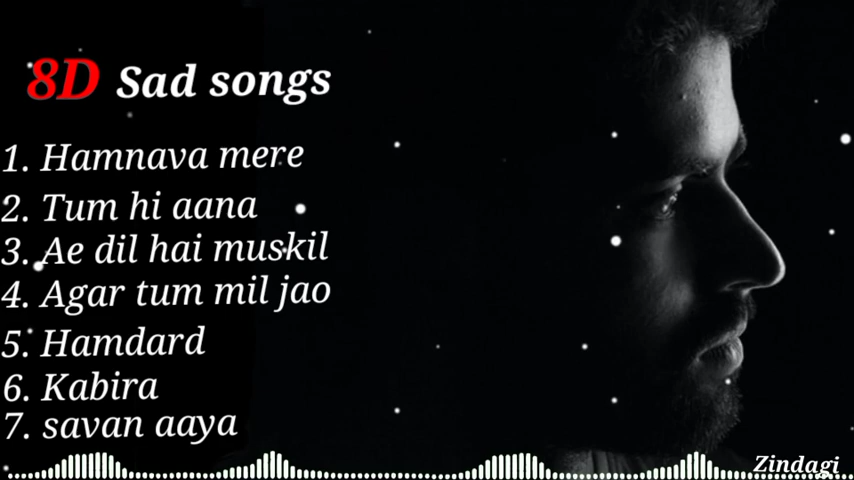 8D Sad songs
1. Hamnava mere
2. Tum hi aana
3. Ae dil hai muskil
4. Agar tum mil jao
5. Hamdard
6. Kabira
7. savan aaya
Zindagi